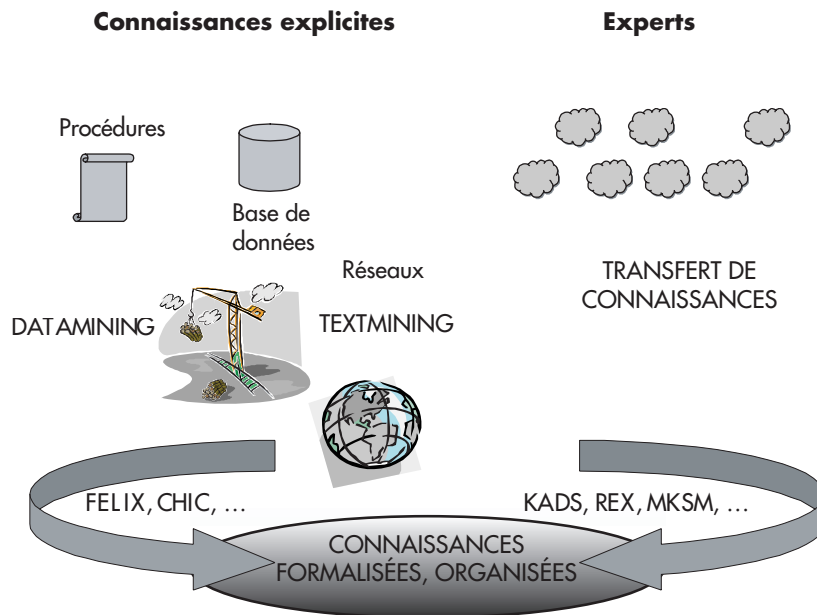 Connaissances explicites
Experts
Procédures
Base de
données
Réseaux
DATAMINING
TEXTMINING
TRANSFERT DE
CONNAISSANCES
FELIX, CHIC, ...
KADS, REX, MKSM, ...
CONNAISSANCES
FORMALISÉES, ORGANISÉES